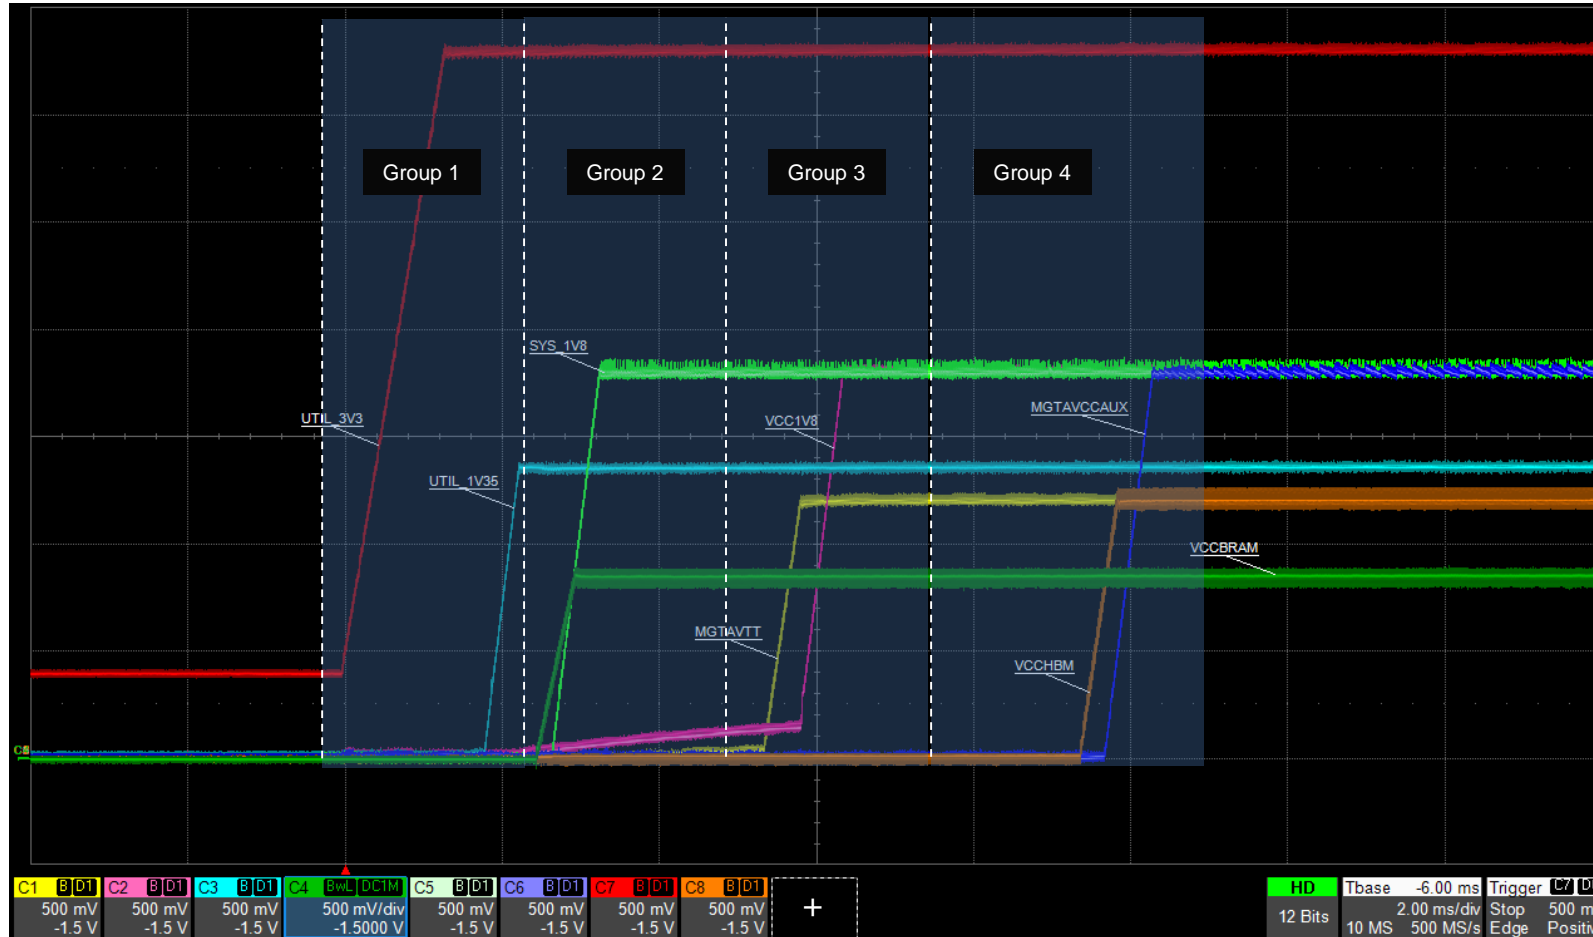 Group 1
Group 2
Group 3
Group 4
SYS_1V8
UTIL_3V3
VCC1V8
MGTAVCCAUX
UTIL_1V35
VCCBRAM
MGTAVTT
VCCHBM
C1 B D1 C2 B D1 C3 B D1 C4 BwL DC1M C5 B D1 C6 B D1 C7 B D1 C8 B D1
500 mV 500 mV 500 mV 500 mV/div 500 mV 500 mV 500 mV 500 mV
-1.5 V -1.5 V -1.5 V -1.5000 V -1.5 V -1.5 V -1.5 V -1.5 V
+
HD
12 Bits
Tbase -6.00 ms
2.00 ms/div
10 MS 500 MS/s
Trigger C7
Stop 500 m
Edge Positiv